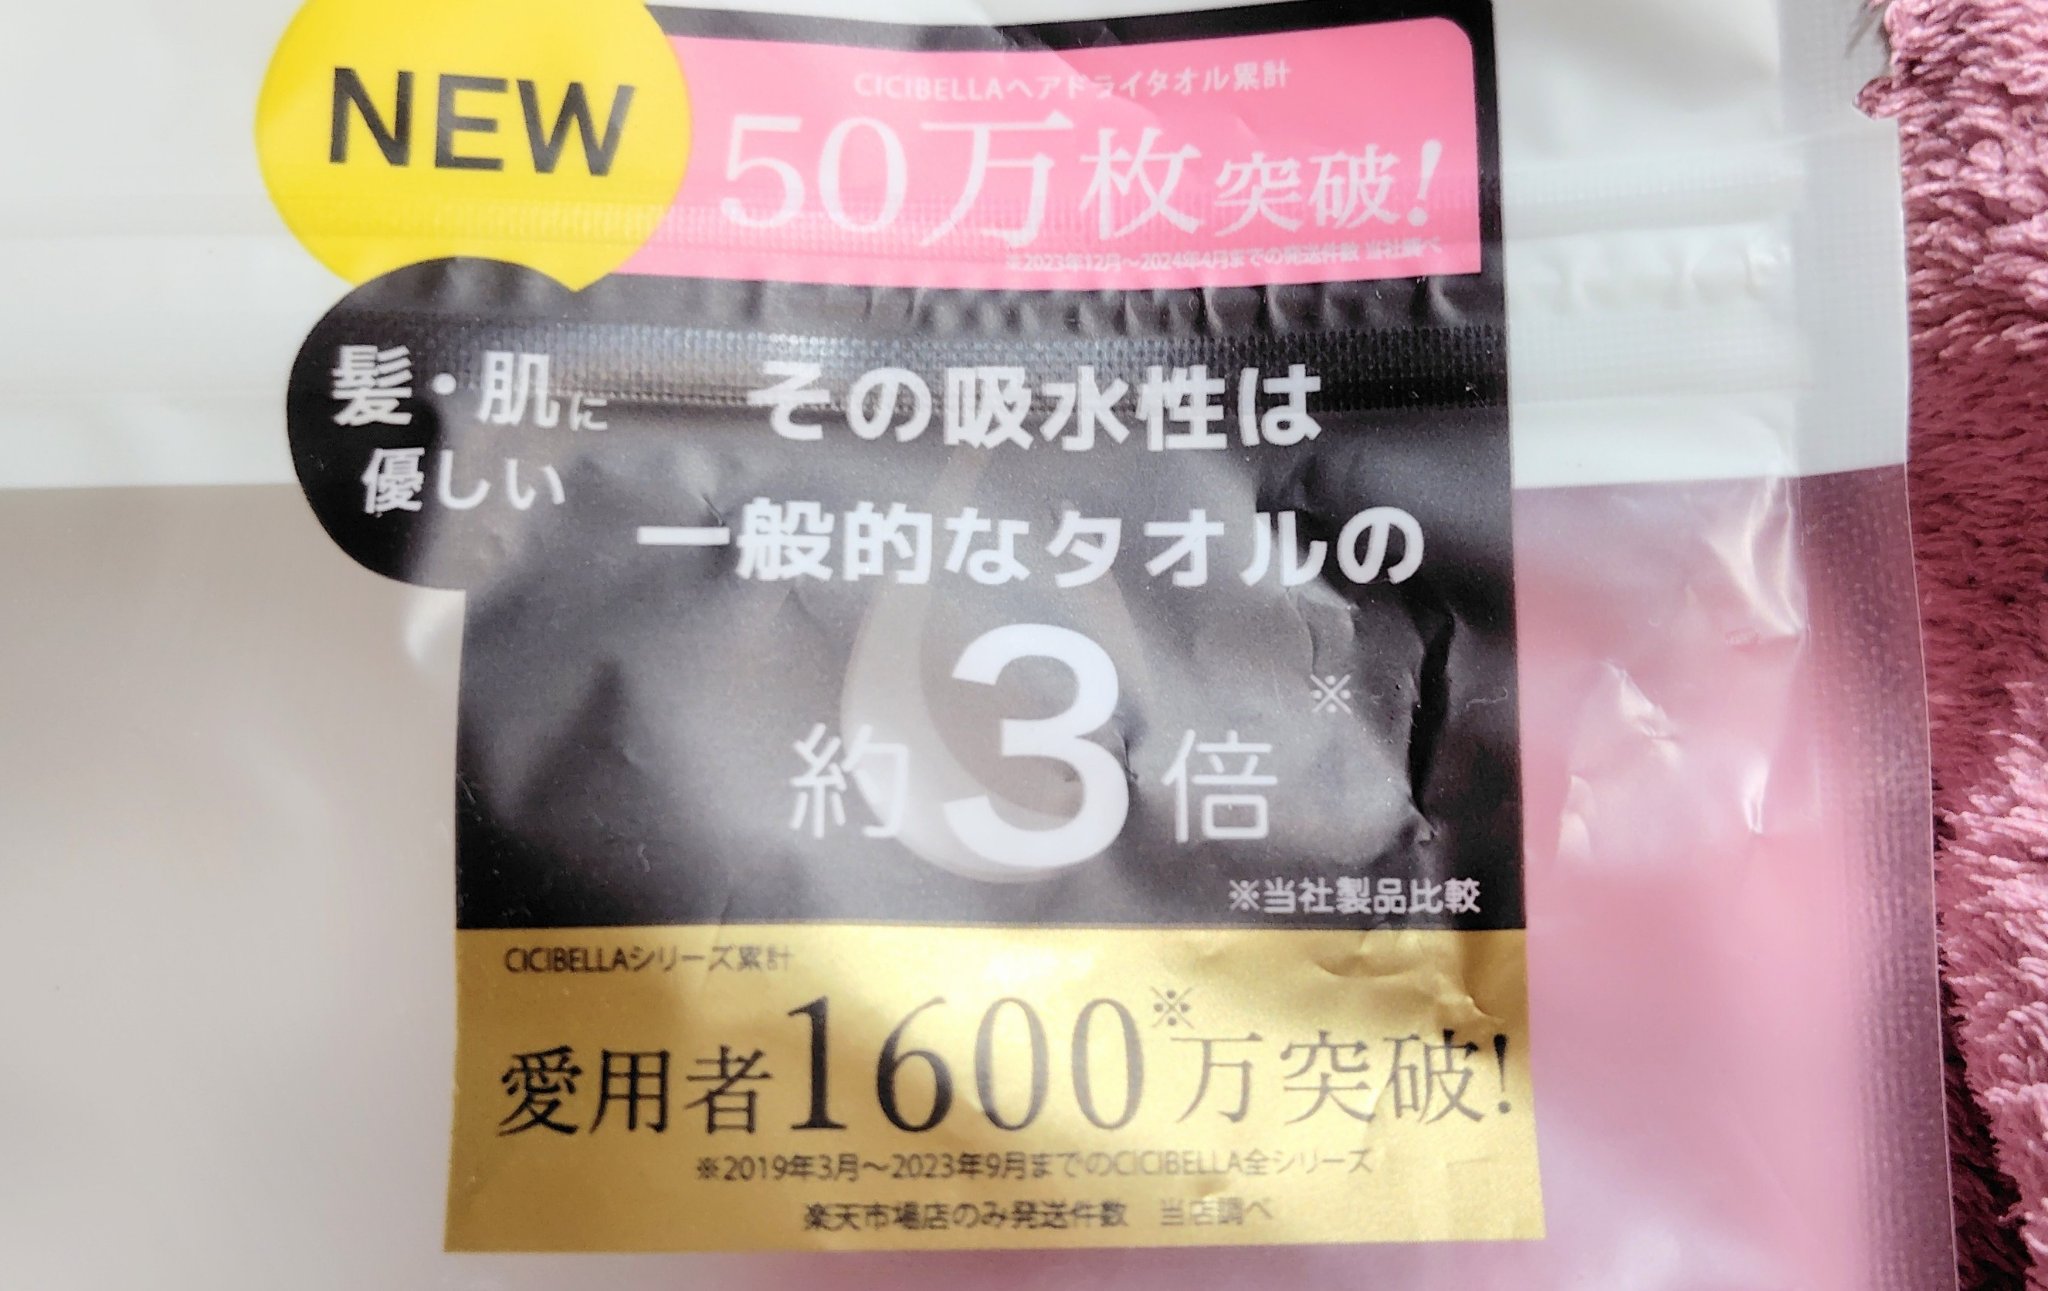 NEW
CICIBELLAヘアドライタオル累計
50万枚突破!
※2023年12月～2024年4月までの発送件数 当社調べ
髪・肌に
優しい
その吸水性は
一般的なタオルの
約3倍※
※当社製品比較
CICIBELLAシリーズ累計
愛用者1600※万突破!
※2019年3月～2023年9月までのCICIBELLA全シリーズ
楽天市場店のみ発送件数 当店調べ